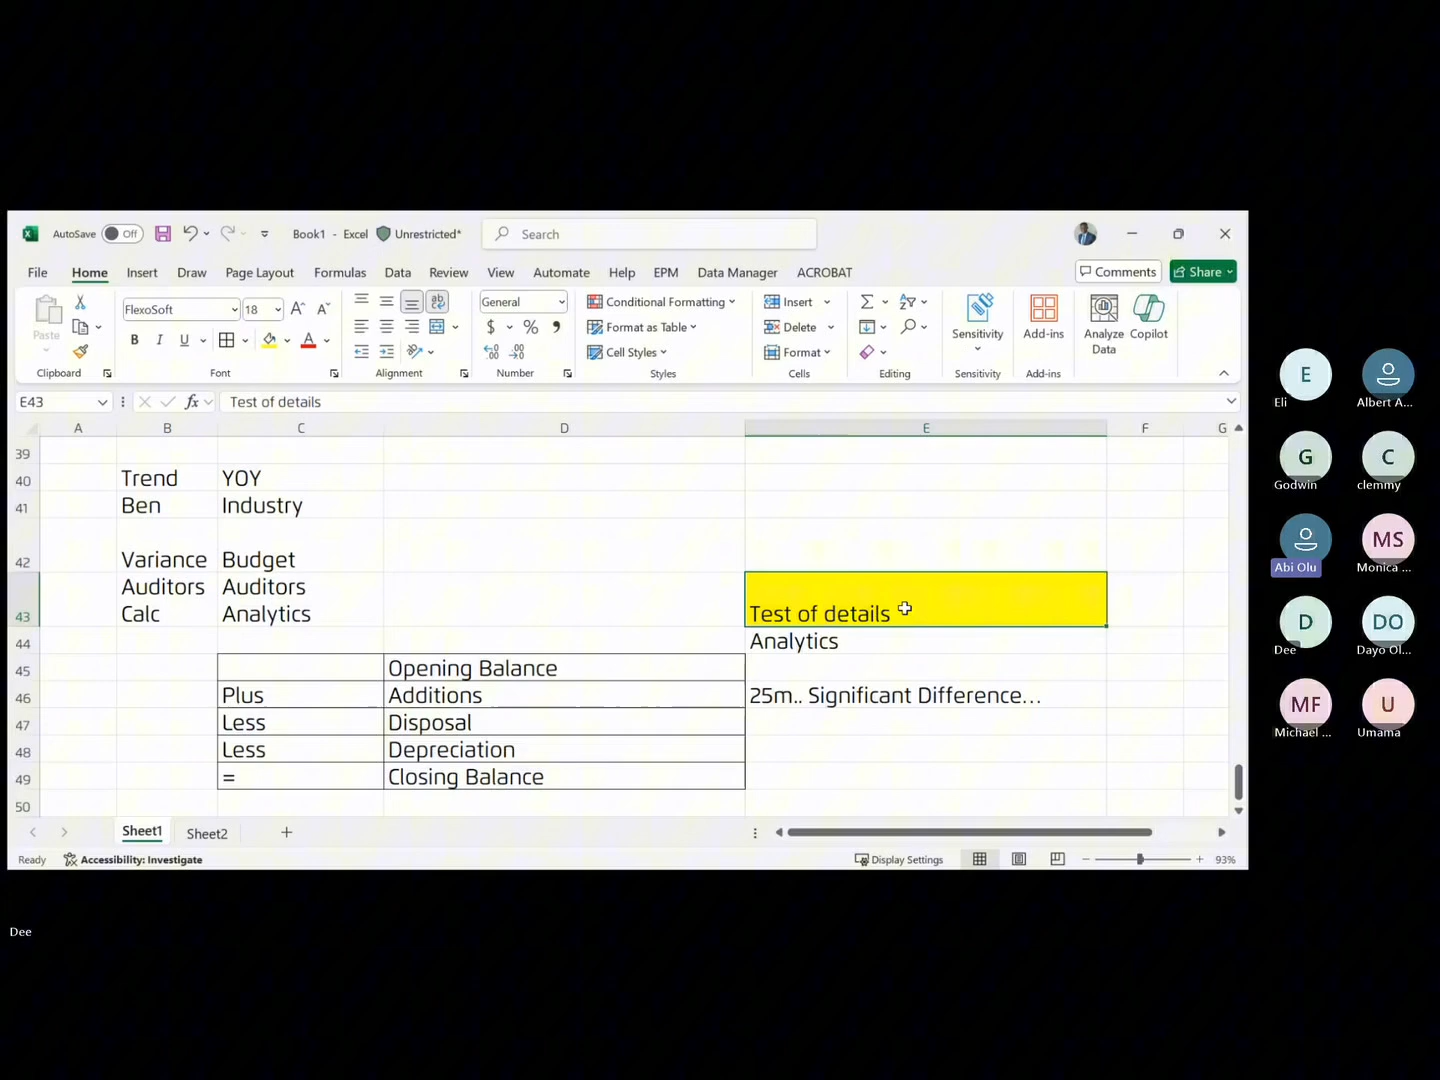 AutoSave Off Book1 - Excel Unrestricted* Search
File Home Insert Draw Page Layout Formulas Data Review View Automate Help EPM Data Manager ACROBAT Comments Share
Paste
Clipboard
FlexoSoft 18
B I U A
Font
Alignment
General
$ % 9
Number
Conditional Formatting
Format as Table
Cell Styles
Styles
Insert
Delete
Format
Cells
Editing
Sensitivity
Sensitivity
Add-ins
Add-ins
Analyze Data
Copilot
E43 fx Test of details
A B C D E F G
39
40 Trend YOY
41 Ben Industry
42 Variance Budget
Auditors Auditors
43 Calc Analytics Test of details
44 Analytics
45 Opening Balance
46 Plus Additions 25m.. Significant Difference...
47 Less Disposal
48 Less Depreciation
49 = Closing Balance
50
Sheet1 Sheet2 +
Ready Accessibility: Investigate Display Settings 93%
E
Eli
Albert A...
G
Godwin
C
clemmy
Abi Olu
MS
Monica ...
D
Dee
DO
Dayo Ol...
MF
Michael ...
U
Umama
Dee